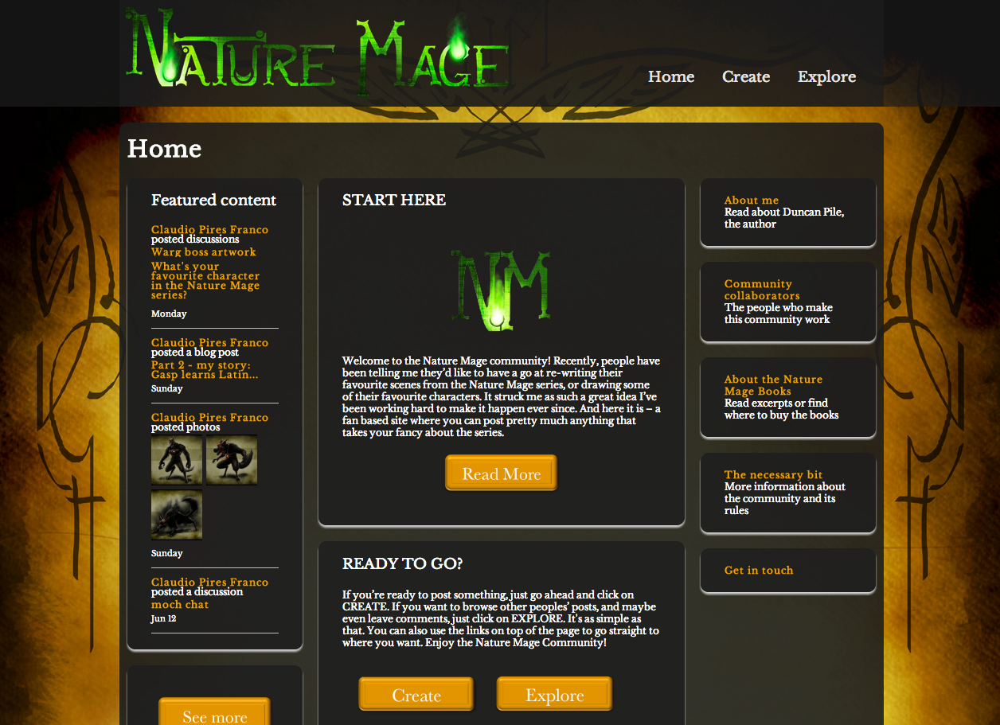 NATURE MAGE
Home Create Explore
Home
Featured content
Claudio Pires Franco
posted discussions
Warg boss artwork
What's your
favourite character
in the Nature Mage
series?
Monday
Claudio Pires Franco
posted a blog post
Part 2 - my story:
Gasp learns Latin...
Sunday
Claudio Pires Franco
posted photos
Sunday
Claudio Pires Franco
posted a discussion
moch chat
Jun 12
See more
START HERE
NM
Welcome to the Nature Mage community! Recently, people have
been telling me they’d like to have a go at re-writing their
favourite scenes from the Nature Mage series, or drawing some
of their favourite characters. It struck me as such a great idea I’ve
been working hard to make it happen ever since. And here it is – a
fan based site where you can post pretty much anything that
takes your fancy about the series.
Read More
READY TO GO?
If you’re ready to post something, just go ahead and click on
CREATE. If you want to browse other peoples’ posts, and maybe
even leave comments, just click on EXPLORE. It's as simple as
that. You can also use the links on top of the page to go straight to
where you want. Enjoy the Nature Mage Community!
Create Explore
About me
Read about Duncan Pile,
the author
Community
collaborators
The people who make
this community work
About the Nature
Mage Books
Read excerpts or find
where to buy the books
The necessary bit
More information about
the community and its
rules
Get in touch